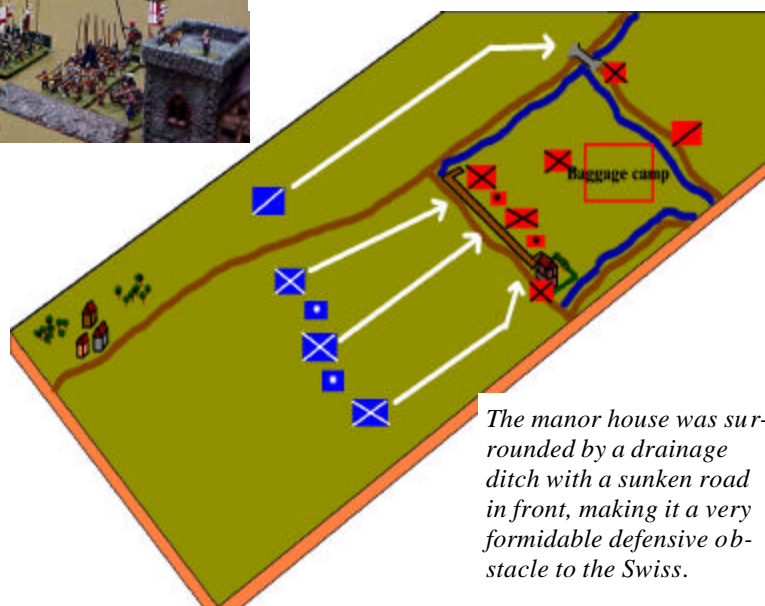 Baggage camp
The manor house was sur-
rounded by a drainage
ditch with a sunken road
in front, making it a very
formidable defensive ob-
stacle to the Swiss.